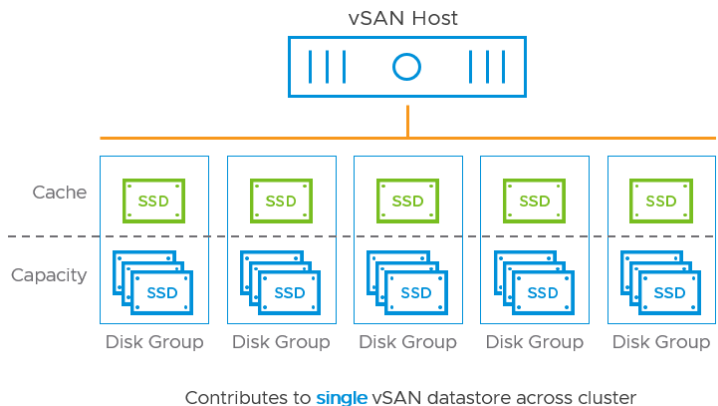 vSAN Host
Cache
SSD SSD SSD SSD SSD
Capacity
SSD SSD SSD SSD SSD
Disk Group Disk Group Disk Group Disk Group Disk Group
Contributes to single vSAN datastore across cluster